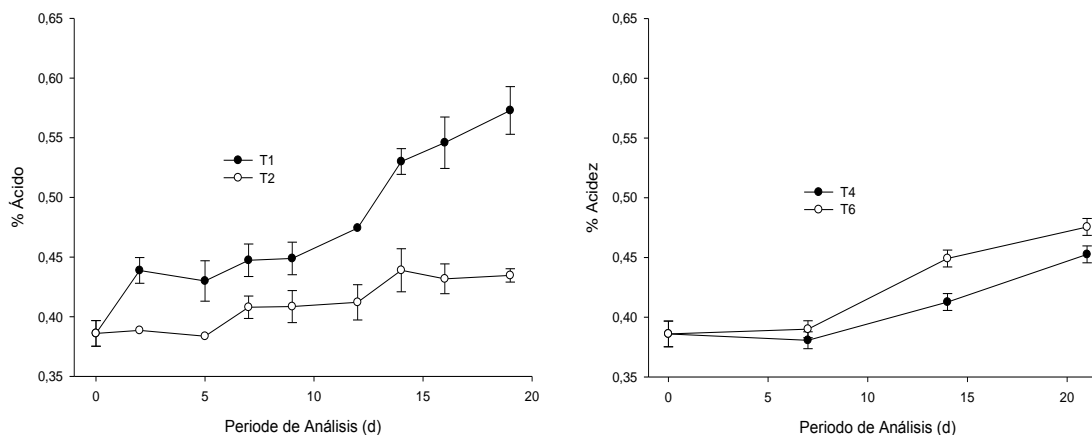 0,65
0,60
0,55
0,50
0,45
0,40
0,35
% Ácido
T1
T2
0 5 10 15 20
Periode de Análisis (d)
0,65
0,60
0,55
0,50
0,45
0,40
0,35
% Acidez
T4
T6
0 5 10 15 20
Periodo de Análisis (d)